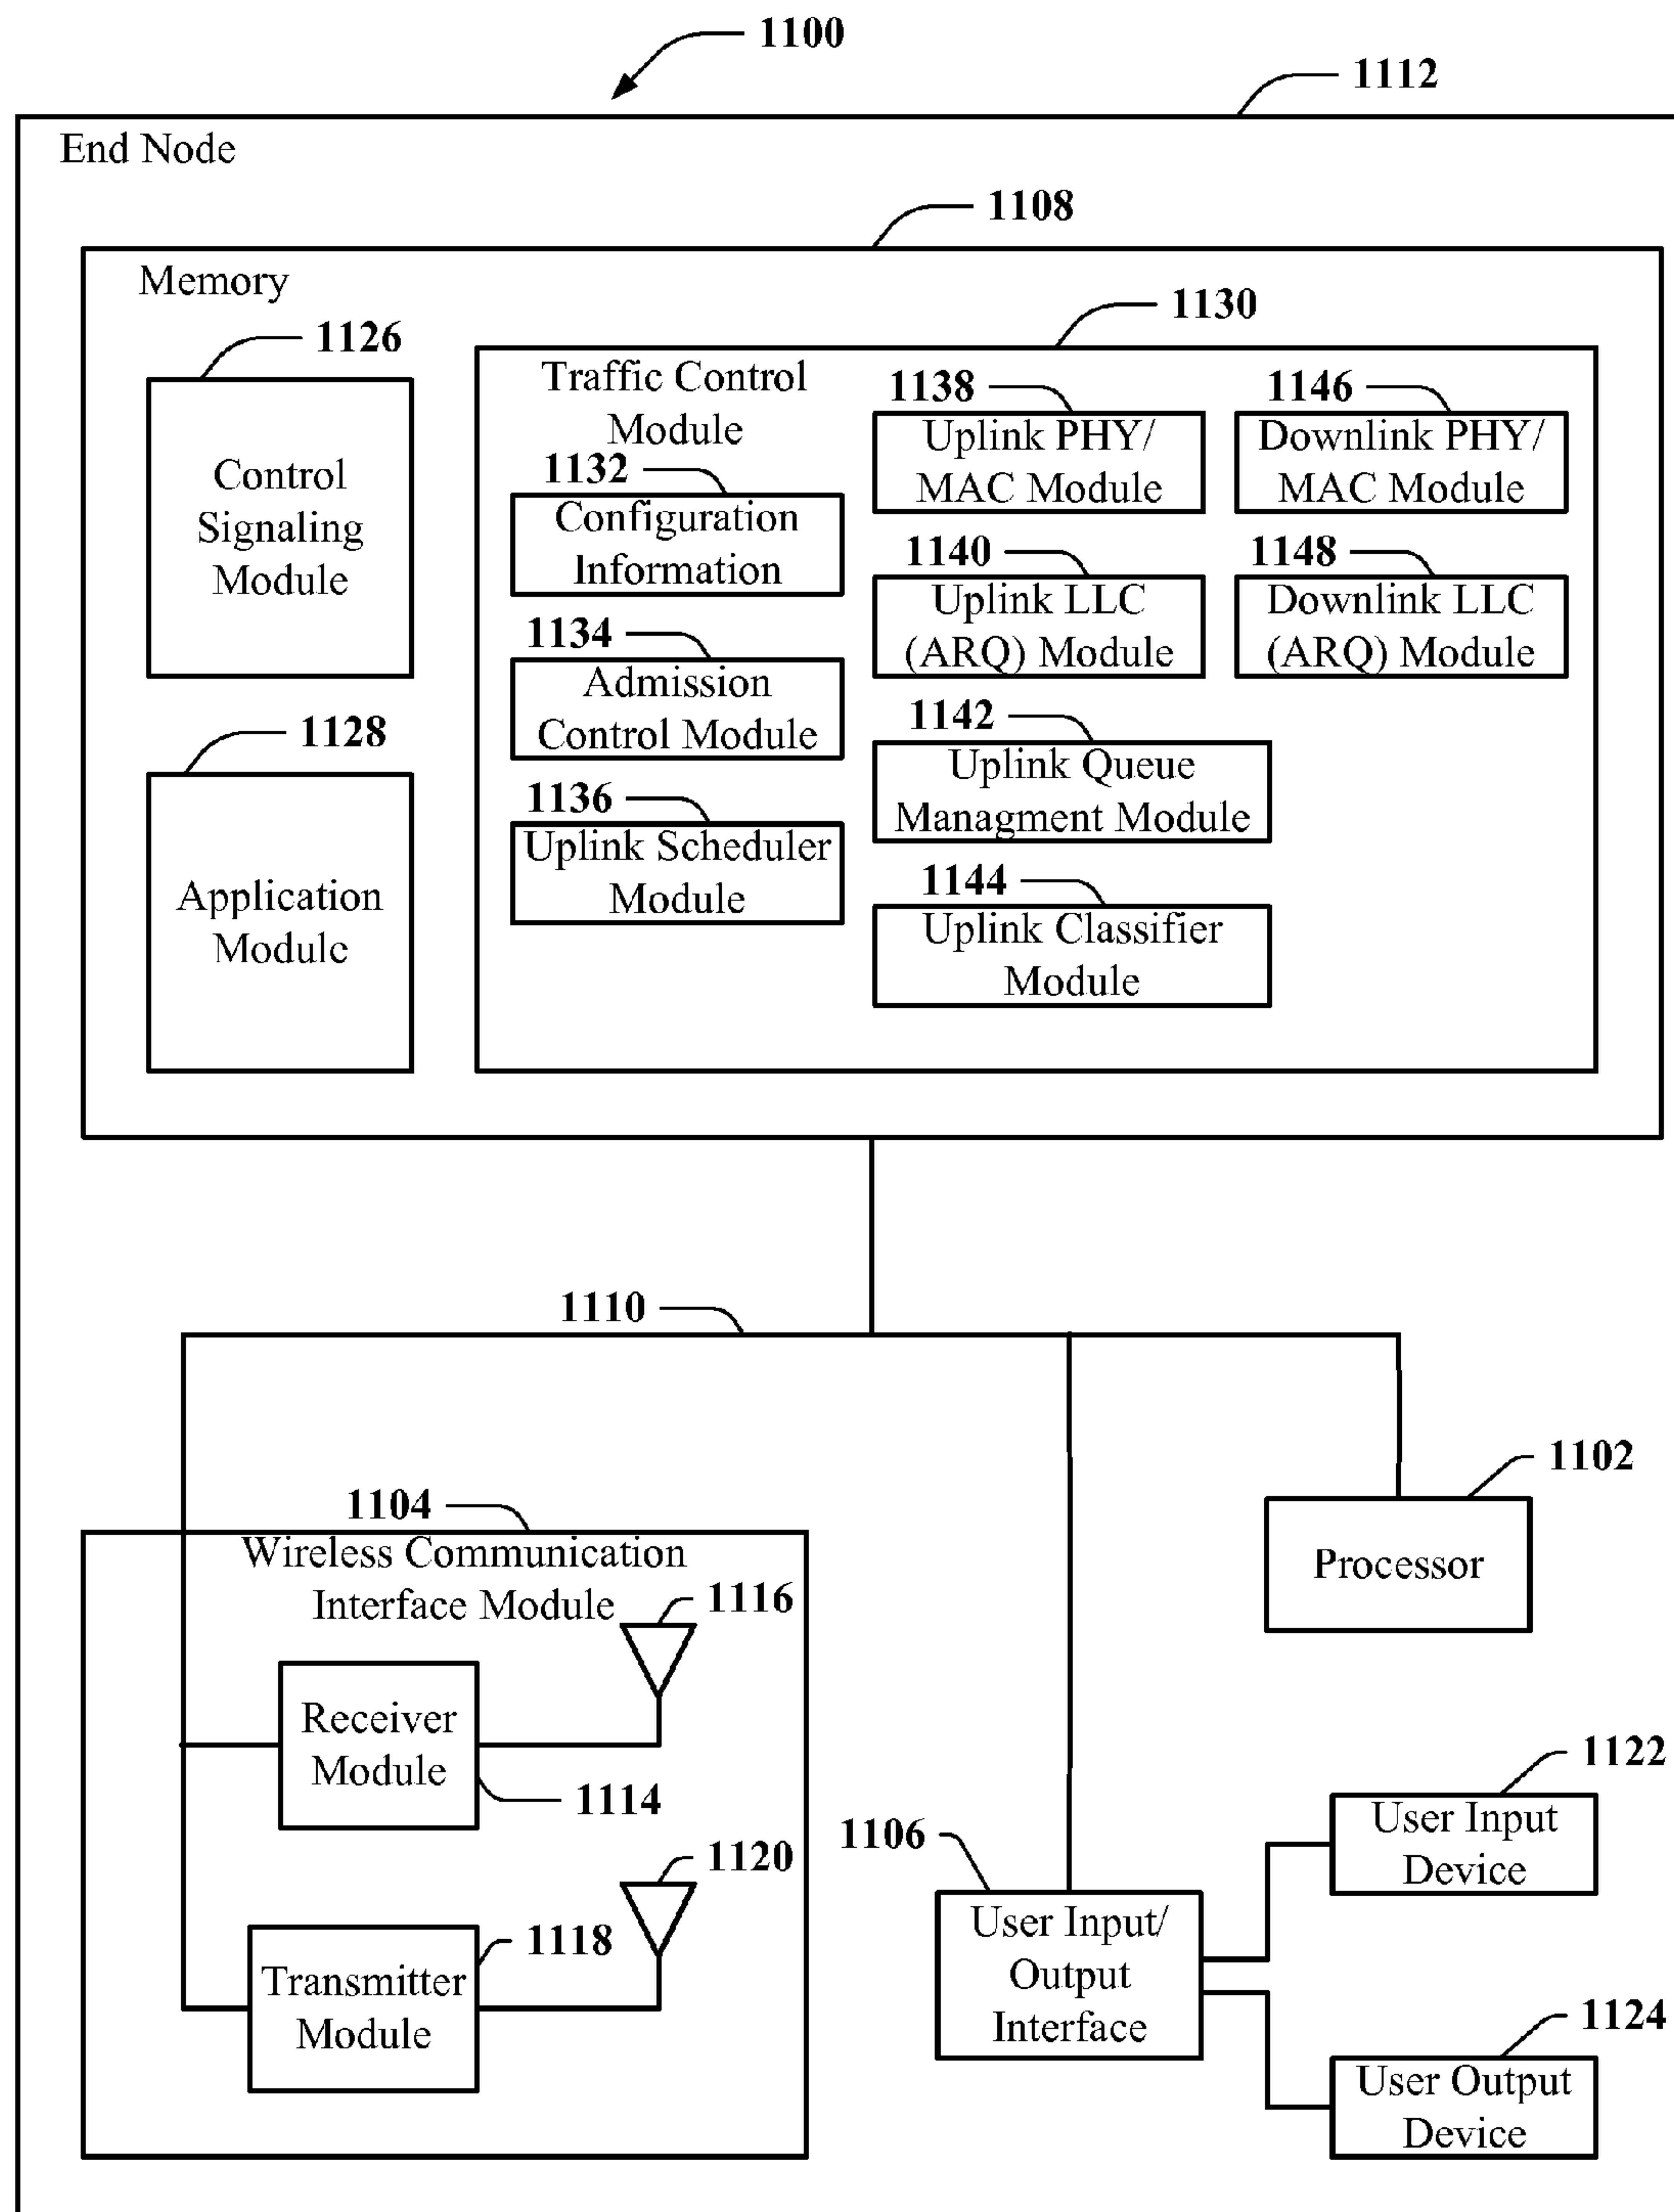 1100
1112
End Node
1108
Memory
1130
1126
Traffic Control
Module
1138
1146
Control
Signaling
Module
1132
Configuration
Information
Uplink PHY/
MAC Module
Downlink PHY/
MAC Module
1140
1148
Uplink LLC
(ARQ) Module
Downlink LLC
(ARQ) Module
1134
Admission
Control Module
1128
1142
Uplink Queue
Managment Module
1136
Uplink Scheduler
Module
Application
Module
1144
Uplink Classifier
Module
1110
1102
Processor
1104
Wireless Communication
Interface Module
1116
Receiver
Module
1114
1120
1118
Transmitter
Module
1106
User Input/
Output
Interface
1122
User Input
Device
1124
User Output
Device